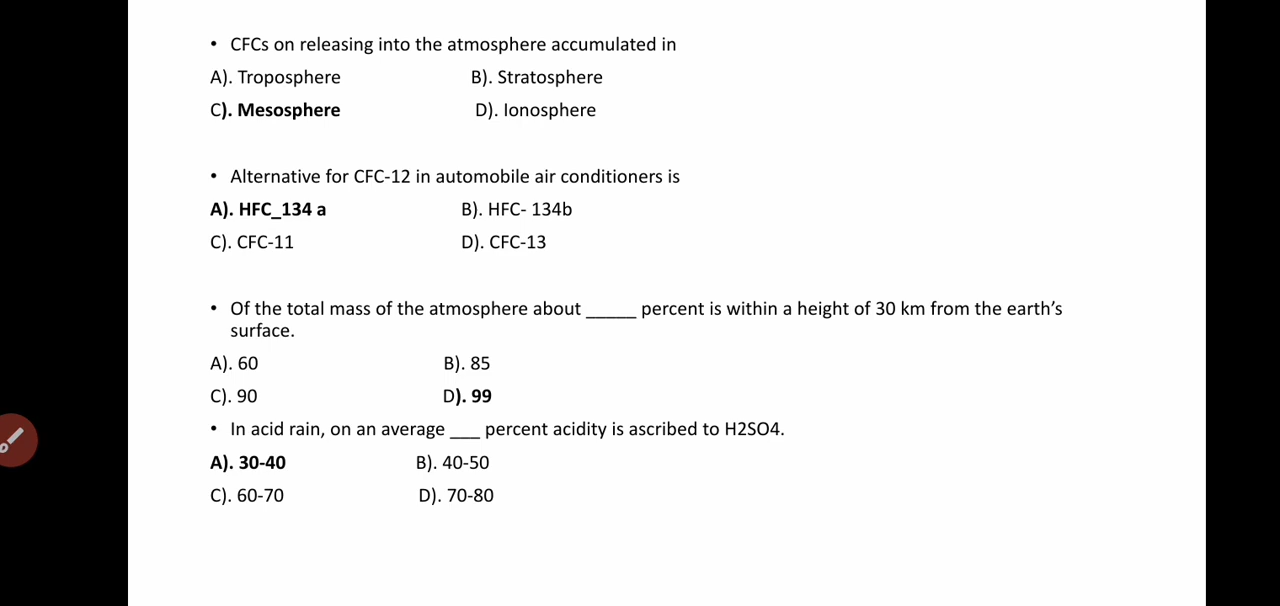 • CFCs on releasing into the atmosphere accumulated in
A). Troposphere B). Stratosphere
C). Mesosphere D). Ionosphere
• Alternative for CFC-12 in automobile air conditioners is
A). HFC_134 a B). HFC- 134b
C). CFC-11 D). CFC-13
• Of the total mass of the atmosphere about _____ percent is within a height of 30 km from the earth’s
surface.
A). 60 B). 85
C). 90 D). 99
• In acid rain, on an average ___ percent acidity is ascribed to H2SO4.
A). 30-40 B). 40-50
C). 60-70 D). 70-80